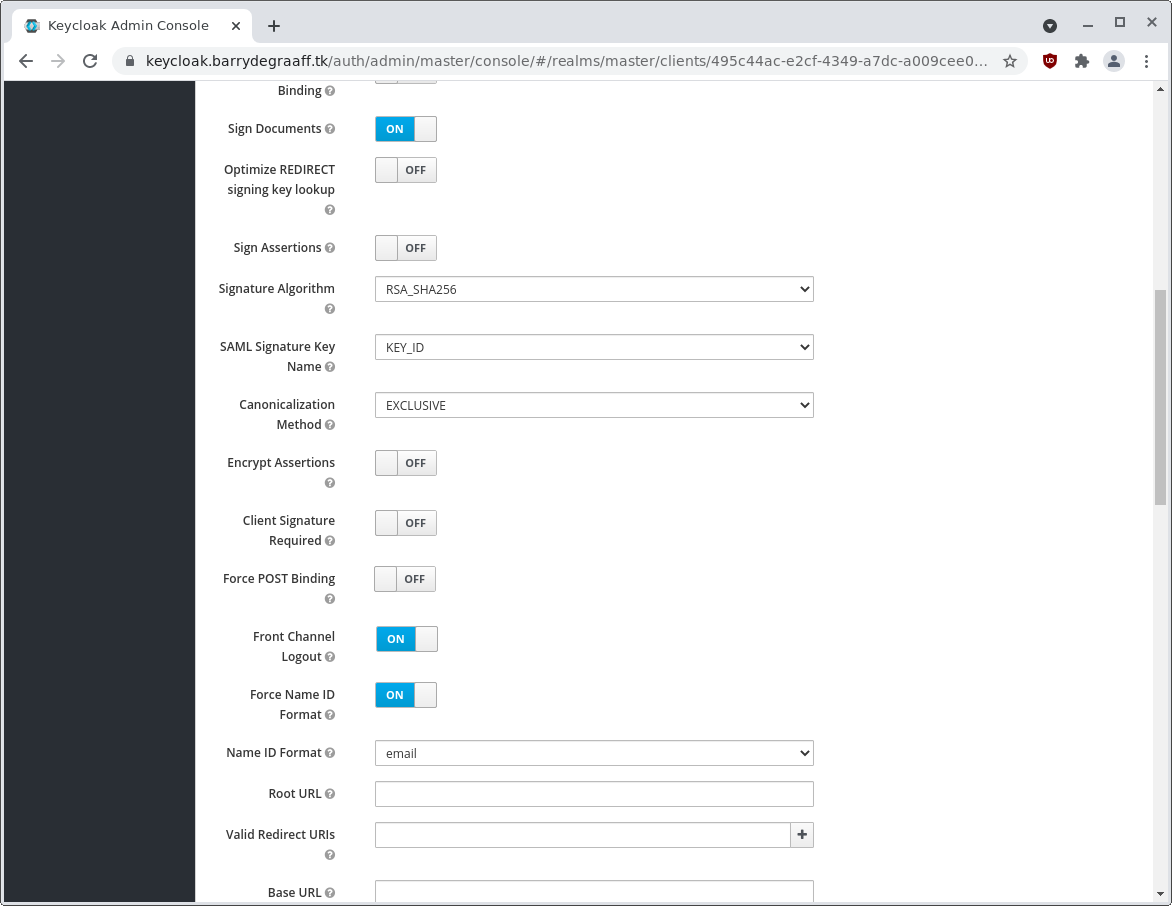 Keycloak Admin Console
keycloak.barrydegraaff.tk/auth/admin/master/console/#/realms/master/clients/495c44ac-e2cf-4349-a7dc-a009cee0...
Binding
Sign Documents
ON
Optimize REDIRECT
signing key lookup
OFF
Sign Assertions
OFF
Signature Algorithm
RSA_SHA256
SAML Signature Key
Name
KEY_ID
Canonicalization
Method
EXCLUSIVE
Encrypt Assertions
OFF
Client Signature
Required
OFF
Force POST Binding
OFF
Front Channel
Logout
ON
Force Name ID
Format
ON
Name ID Format
email
Root URL
Valid Redirect URIs
Base URL